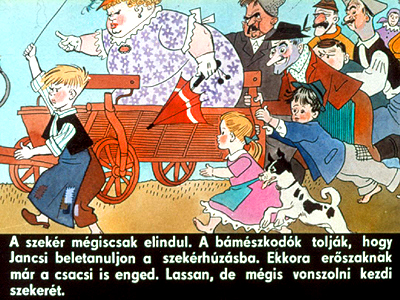 A szekér mégiscsak elindul. A bámészkodók tolják, hogy
Jancsi beletanuljon a szekérhúzásba. Ekkora erőszaknak
már a csacsi is enged. Lassan, de mégis vonszolni kezdi
szekerét.